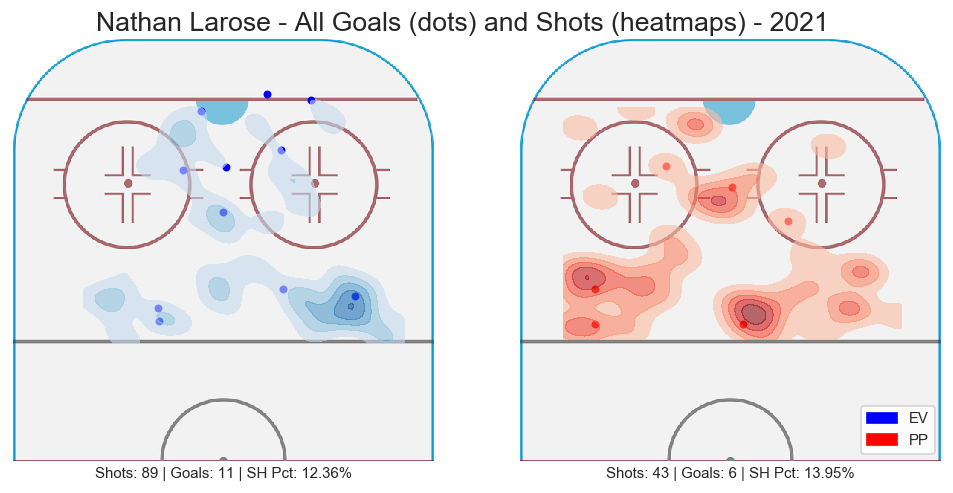 Nathan Larose - All Goals (dots) and Shots (heatmaps) - 2021
EV
PP
Shots: 89 | Goals: 11 | SH Pct: 12.36%
Shots: 43 | Goals: 6 | SH Pct: 13.95%